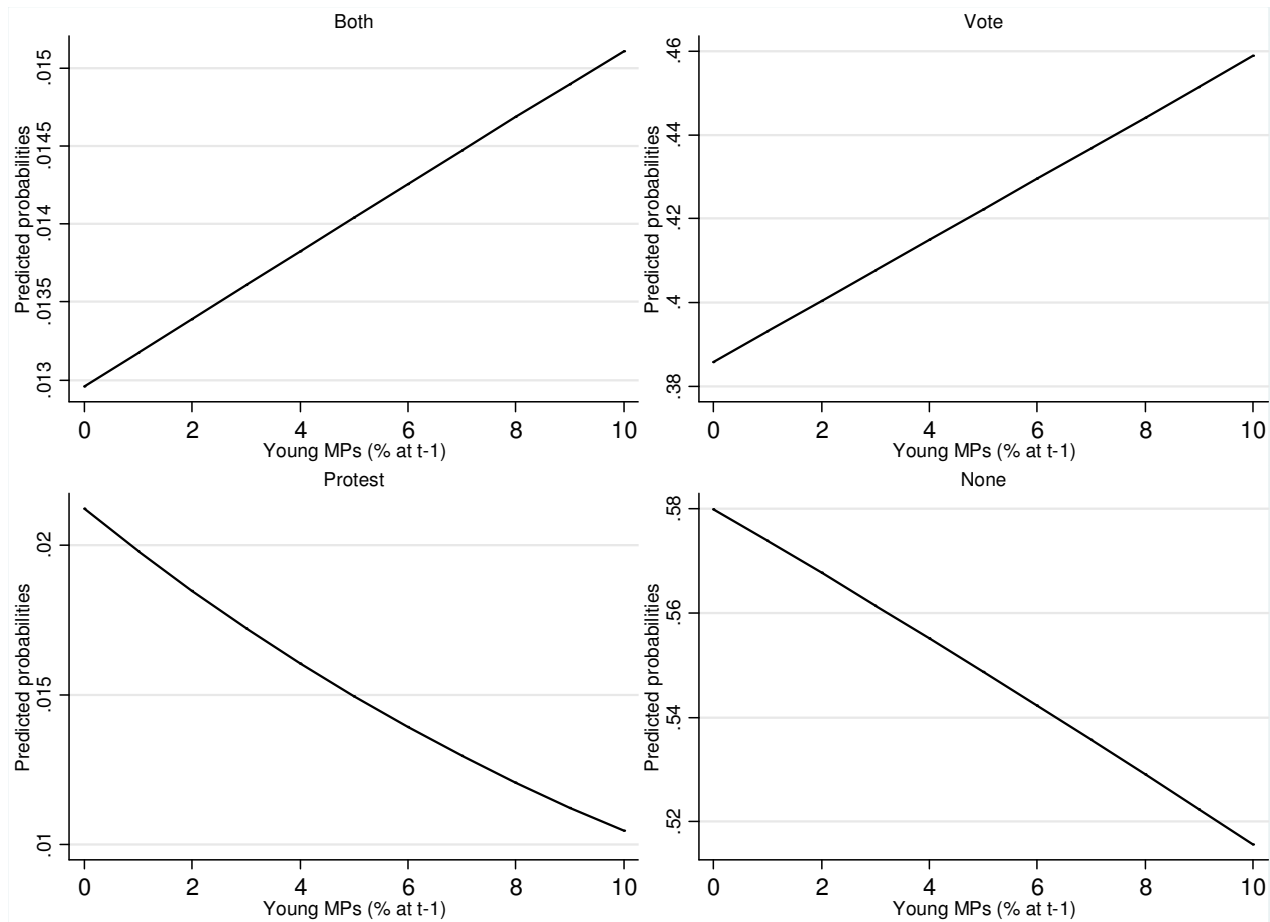 Both
Predicted probabilities
.015
.0145
.014
.0135
.013
0 2 4 6 8 10
Young MPs (% at t-1)
Vote
Predicted probabilities
.46
.44
.42
.4
.38
0 2 4 6 8 10
Young MPs (% at t-1)
Protest
Predicted probabilities
.02
.015
.01
0 2 4 6 8 10
Young MPs (% at t-1)
None
Predicted probabilities
.58
.56
.54
.52
0 2 4 6 8 10
Young MPs (% at t-1)